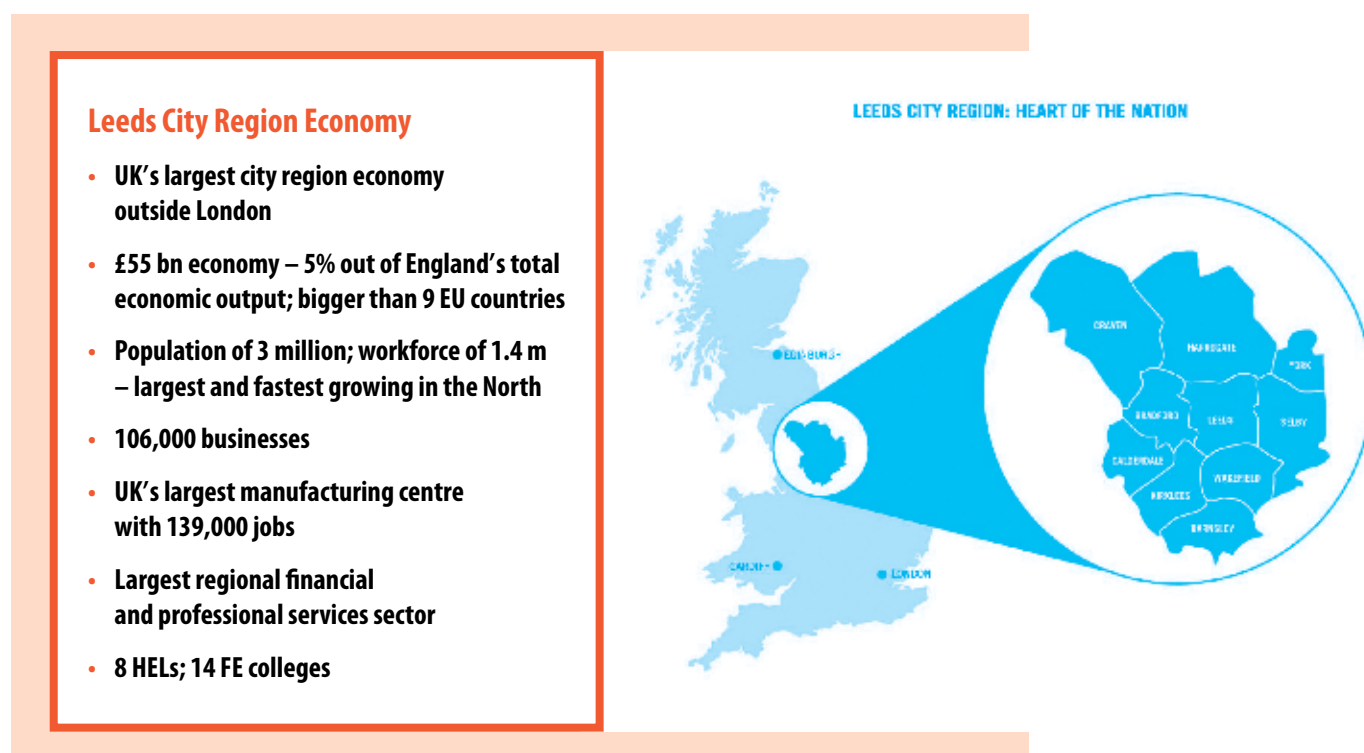 Leeds City Region Economy
• UK’s largest city region economy
outside London
• £55 bn economy – 5% out of England’s total
economic output; bigger than 9 EU countries
• Population of 3 million; workforce of 1.4 m
– largest and fastest growing in the North
• 106,000 businesses
• UK’s largest manufacturing centre
with 139,000 jobs
• Largest regional financial
and professional services sector
• 8 HELs; 14 FE colleges
LEEDS CITY REGION: HEART OF THE NATION
EDINBURGH
CARDIFF
LONDON
CRAVEN
HARROGATE
YORK
BRADFORD
LEEDS
SELBY
CALDERDALE
WAKEFIELD
KIRKLEES
BARNSLEY